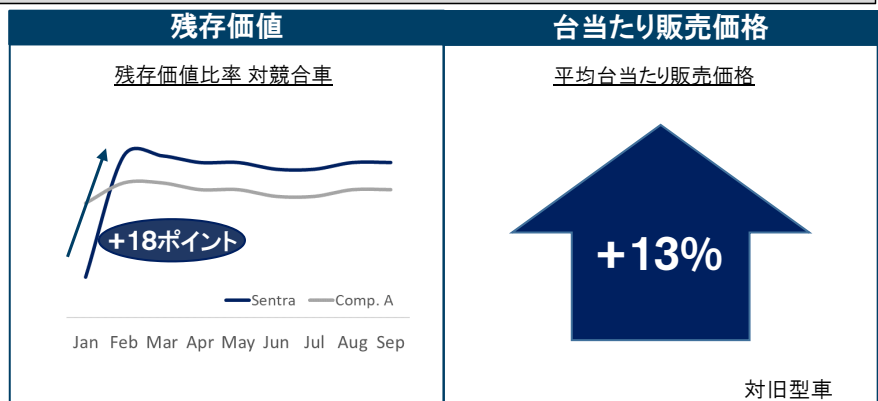 残存価値
残存価値比率 対競合車
+18ポイント
Sentra Comp. A
Jan Feb Mar Apr May Jun Jul Aug Sep
台当たり販売価格
平均台当たり販売価格
+13%
対旧型車